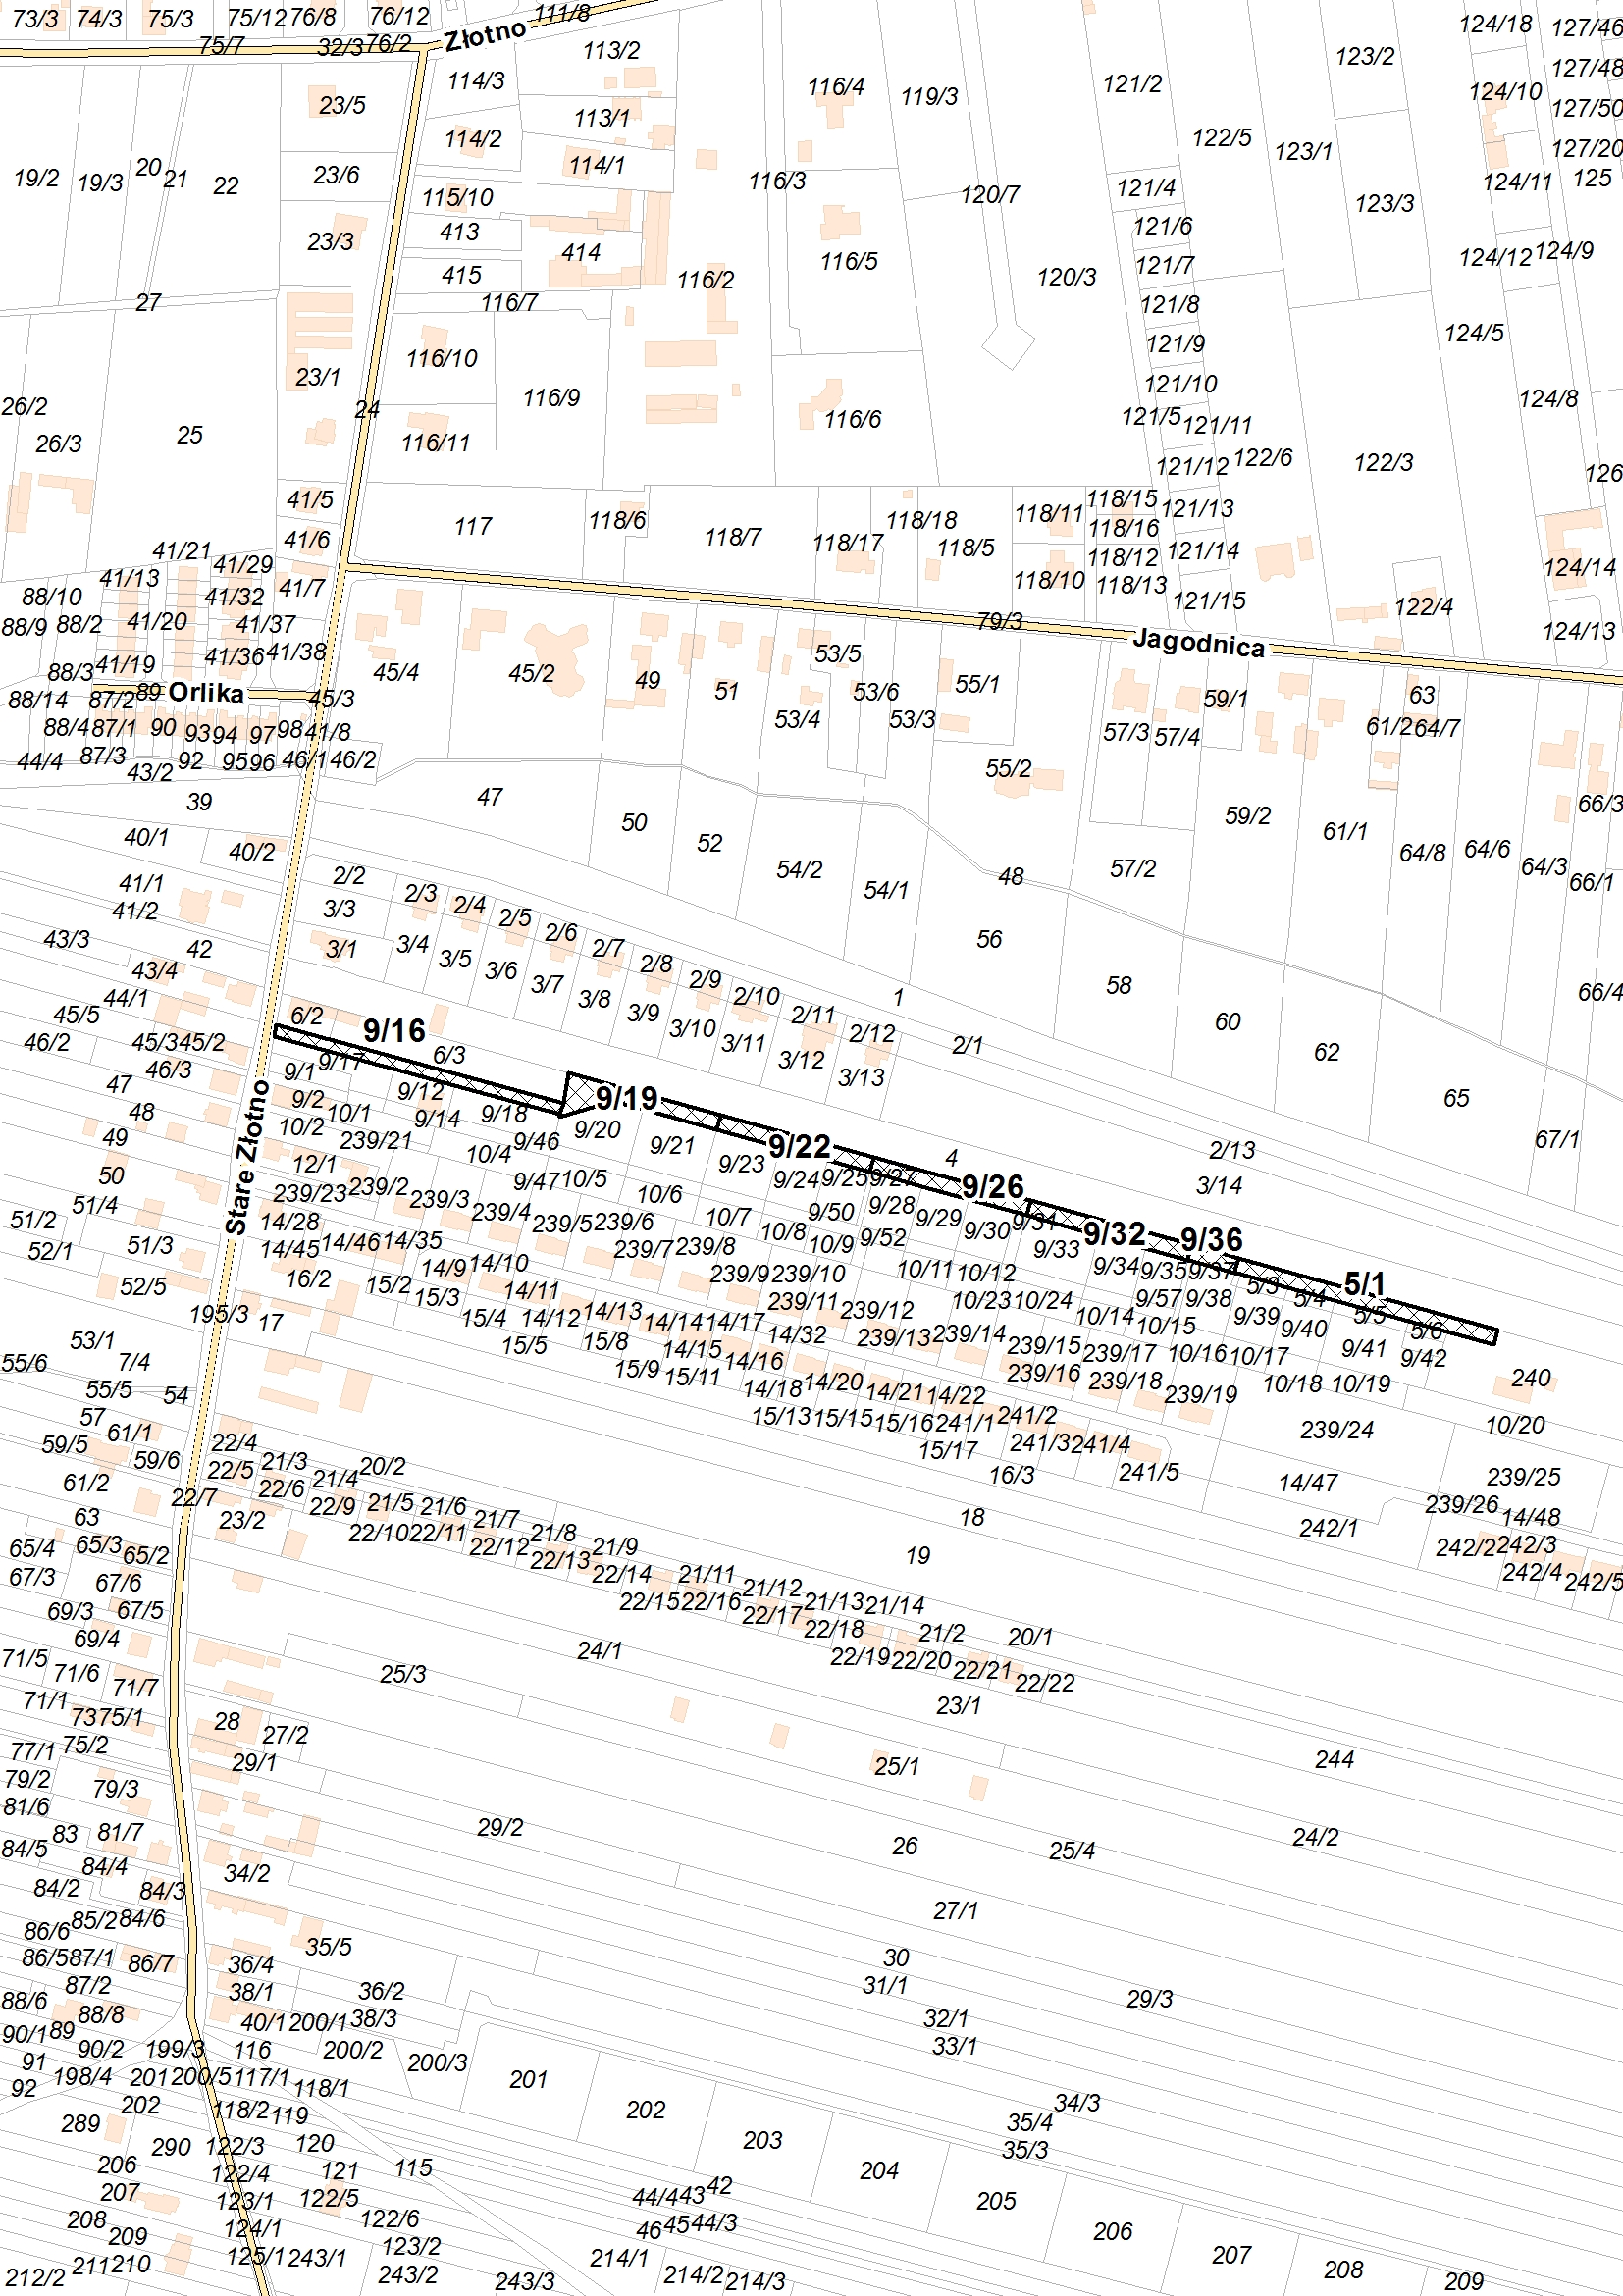 73/3 74/3 75/3 75/12 76/8 76/12 111/8
75/7 32/3 76/2 Złotno 113/2 124/18 127/46
114/3 116/4 119/3 121/2 123/2 127/48
23/5 113/1 124/10 127/50
114/2 122/5 123/1 127/20
19/2 19/3 20 21 22 23/6 114/1 116/3 120/7 121/4 124/11 125
115/10 123/3
23/3 413 414 121/6
415 116/2 116/5 120/3 121/7 124/12 124/9
27 116/7 121/8
116/10 121/9 124/5
23/1 116/9 121/10
26/2 24 116/6 121/5 121/11 124/8
26/3 25 116/11 121/12 122/6 122/3 126
41/5 117 118/6 118/7 118/17 118/18 118/5 118/11 118/15 121/13
41/6 118/16
41/21 41/29 118/12 121/14
41/13 41/7 118/10 118/13 124/14
88/10 41/32 121/15 122/4
88/9 88/2 41/20 41/37 79/3 Jagodnica 124/13
88/3 41/19 41/36 41/38 45/4 45/2 49 51 53/5 55/1
88/14 87/2 89 Orlika 45/3 53/4 53/6 53/3 59/1 63
88/4 87/1 90 93 94 97 98 41/8 57/3 57/4 61/2 64/7
44/4 87/3 43/2 92 95 96 46/1 46/2 55/2
39 47 50 52 59/2 61/1 66/3
40/1 40/2 54/2 54/1 48 57/2 64/8 64/6 64/3 66/1
41/1 2/2 2/3 2/4 2/5
41/2 3/3 2/6 2/7 56
43/3 42 3/1 3/4 3/5 3/6 2/8 2/9
43/4 3/7 3/8 2/10 58
44/1 3/9 2/11 1 60 66/4
45/5 6/2 9/16 3/10 3/11 2/12
46/2 45/3 45/2 9/17 6/3 3/12 3/13 2/1 62
46/3 9/1 9/12
47 48 9/2 10/1 9/14 9/18 9/19 65
49 10/2 239/21 9/46 9/20 9/21 9/22 67/1
50 12/1 10/4 9/23 4 2/13
51/4 239/23 239/2 9/47 10/5 10/6 9/24 9/25 9/27 9/26 3/14
51/2 Stare Złotno 14/28 239/3 239/4 239/5 239/6 10/7 9/50 9/28 9/29 9/31
52/1 51/3 14/45 14/46 14/35 239/7 239/8 10/8 10/9 9/52 9/30 9/33 9/32 9/36
52/5 16/2 14/9 14/10 239/9 239/10 10/11 10/12 9/34 9/35 9/37 5/3 5/1
195/3 17 15/2 15/3 14/11 239/11 239/12 10/23 10/24 9/57 9/38 5/4
53/1 15/4 14/12 14/13 14/14 14/17 14/32 239/13 239/14 10/14 10/15 9/39 9/40 5/5 5/6
55/6 7/4 15/5 15/8 14/15 14/16 239/15 239/17 10/16 10/17 9/41 9/42
55/5 54 15/9 15/11 14/18 14/20 14/21 14/22 239/16 239/18 239/19 10/18 10/19 240
57 61/1 15/13 15/15 15/16 241/1 241/2 239/24 10/20
59/5 59/6 22/4 21/3 20/2 15/17 241/3 241/4
61/2 22/5 22/6 21/4 16/3 241/5 14/47 239/25
63 22/7 22/9 21/5 21/6 18 239/26 14/48
65/4 65/3 65/2 23/2 22/10 22/11 21/7 21/8 19 242/1 242/2 242/3
67/3 67/6 22/12 22/13 21/9 22/14 21/11 242/4 242/5
69/3 67/5 22/15 22/16 21/12 22/17 21/13 21/14
69/4 22/18 21/2 20/1
71/5 71/6 25/3 24/1 22/19 22/20 22/21 22/22
71/1 71/7 23/1
73 75/1 28 27/2 244
77/1 75/2 29/1 25/1
79/2 79/3
81/6 83 81/7 29/2 26 25/4 24/2
84/5 84/4 34/2
84/2 84/3 27/1
86/6 85/2 84/6
86/5 87/1 86/7 36/4 35/5 30
87/2 38/1 36/2 31/1 29/3
88/6 88/8 40/1 200/1 38/3 32/1
90/1 89 90/2 199/3 116 200/2 200/3 33/1
91 198/4 201 200/5 117/1 118/1 201
92 202 118/2 119 202 34/3
289 290 122/3 120 203 35/4
206 122/4 121 115 204 35/3
207 123/1 122/5 44/4 43 42 205
208 209 124/1 122/6 46 45 44/3 206
212/2 211 210 125/1 243/1 123/2 214/1 207
243/2 243/3 214/2 214/3 208 209